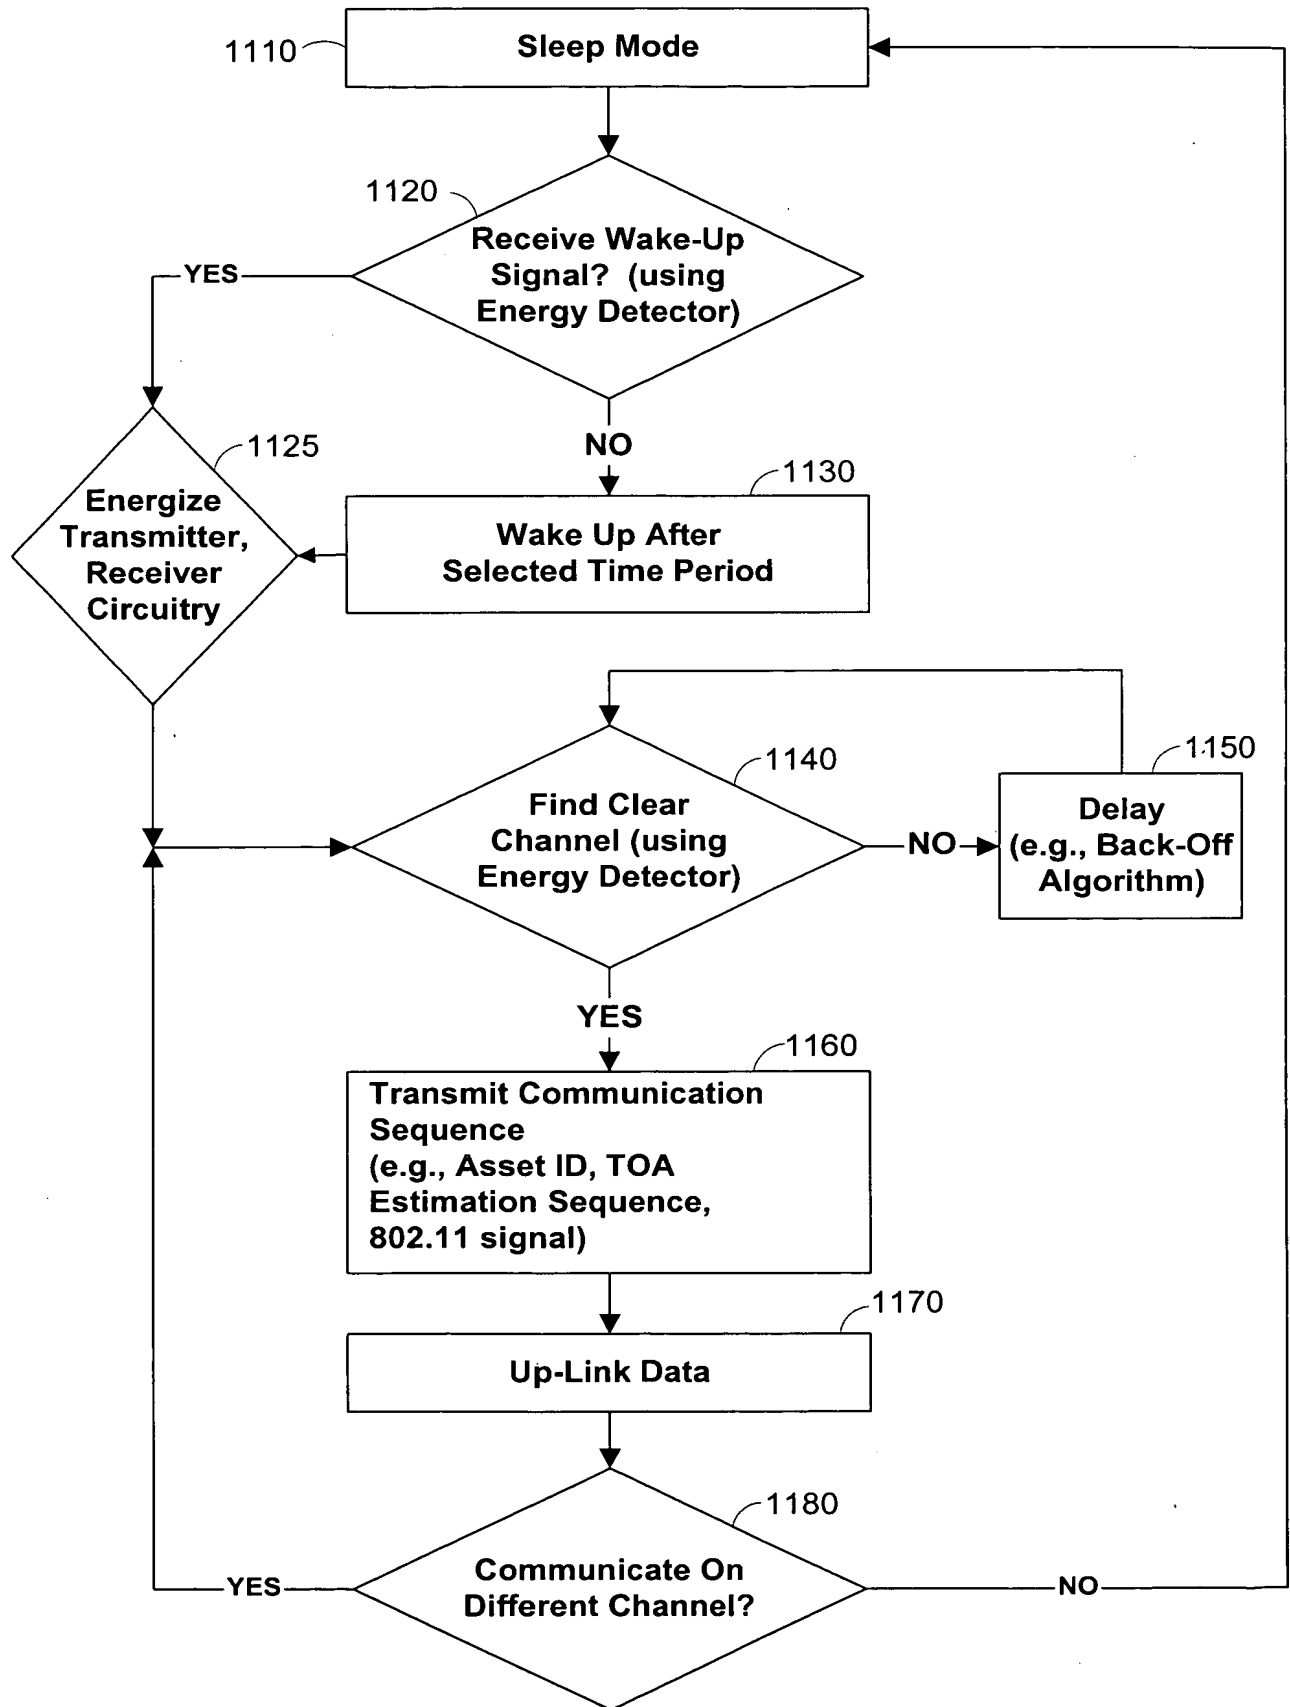 1110
Sleep Mode
1120
Receive Wake-Up
Signal? (using
Energy Detector)
YES
NO
1125
Energize
Transmitter,
Receiver
Circuitry
1130
Wake Up After
Selected Time Period
1140
Find Clear
Channel (using
Energy Detector)
NO
1150
Delay
(e.g., Back-Off
Algorithm)
YES
1160
Transmit Communication
Sequence
(e.g., Asset ID, TOA
Estimation Sequence,
802.11 signal)
1170
Up-Link Data
1180
Communicate On
Different Channel?
YES
NO